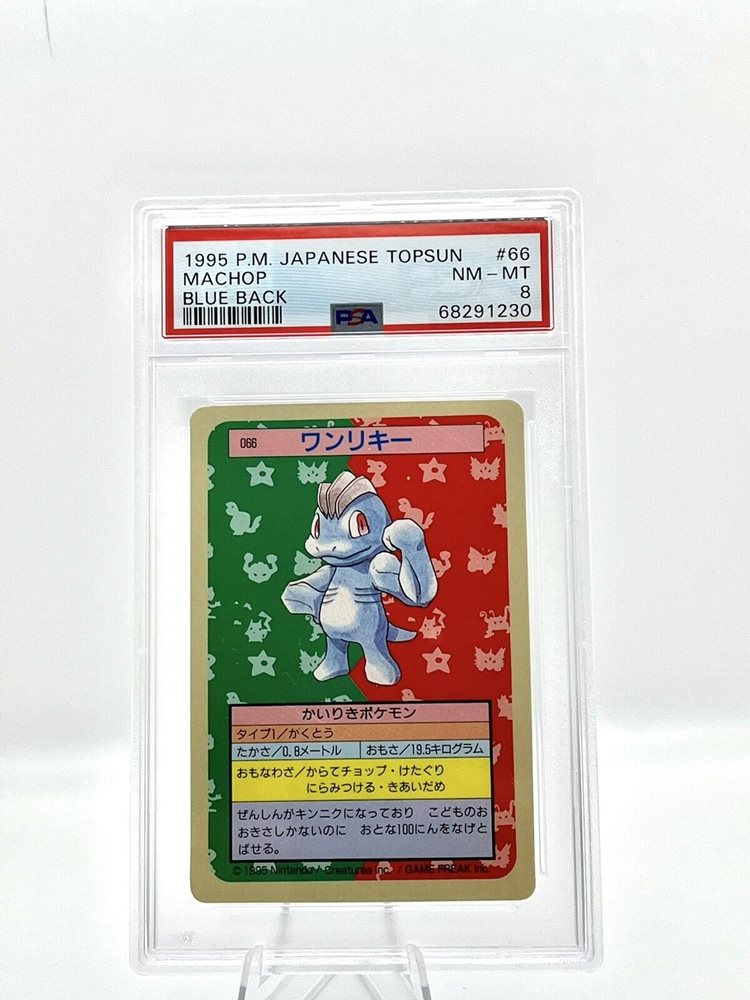 1995 P.M. JAPANESE TOPSUN #66
MACHOP NM - MT
BLUE BACK 8
PSA 68291230
066 ワンリキー
かいりきポケモン
タイプ1/かくとう
たかさ/0.8メートル おもさ/19.5キログラム
おもなわざ/からてチョップ・けたぐり
にらみつける・きあいだめ
ぜんしんがキンニクになっており こどものお
おきさしかないのに おとな100にんをなげと
ばせる。
© 1995 Nintendo / Creatures inc. / GAME FREAK inc.